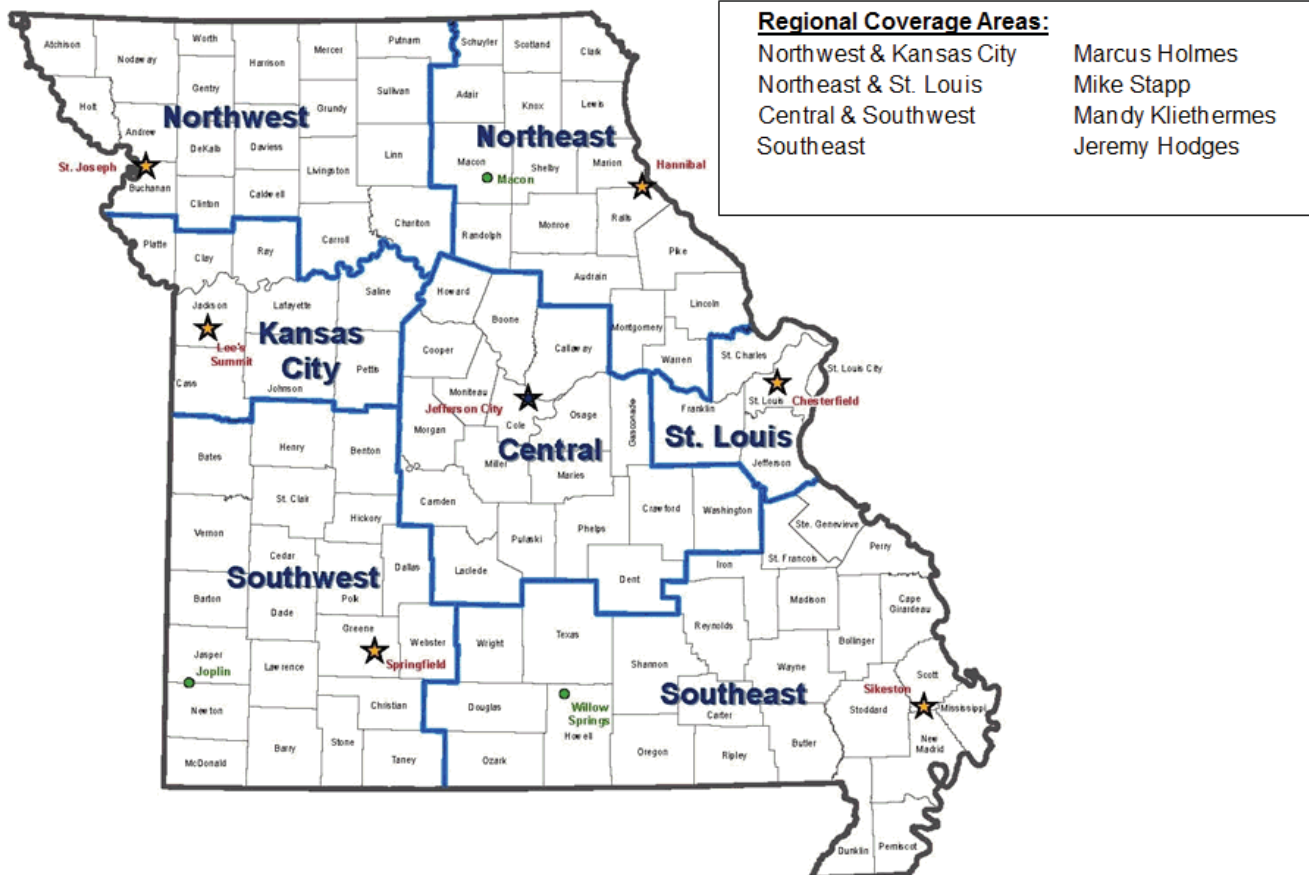 Regional Coverage Areas:
Northwest & Kansas City Marcus Holmes
Northeast & St. Louis Mike Stapp
Central & Southwest Mandy Kliethermes
Southeast Jeremy Hodges
Atchison
Nodaway
Worth
Harrison
Mercer
Putnam
Schuyler
Scotland
Clark
Holt
Gentry
Grundy
Sullivan
Adair
Knox
Lewis
Northwest
Northeast
Andrew
DeKalb
Daviess
Livingston
Linn
Macon
Shelby
Marion
Hannibal
St. Joseph
Macon
Buchanan
Clinton
Caldwell
Chariton
Ralls
Carroll
Randolph
Monroe
Pike
Platte
Clay
Ray
Audrain
Jackson
Lafayette
Saline
Howard
Boone
Lincoln
Kansas
City
Lee's
Summit
Cooper
Callaway
Montgomery
Warren
St. Charles
St. Louis City
Cass
Johnson
Pettis
Moniteau
Jefferson City
Cole
Osage
Gasconade
Franklin
St. Louis
Chesterfield
Morgan
Central
St. Louis
Bates
Henry
Benton
Miller
Maries
Jefferson
St. Clair
Camden
Crawford
Washington
Ste. Genevieve
Vernon
Hickory
Pulaski
Phelps
Perry
Cedar
Dallas
Laclede
Dent
Iron
St. Francois
Southwest
Barton
Dade
Polk
Madison
Cape
Girardeau
Greene
Webster
Wright
Texas
Reynolds
Bollinger
Jasper
Joplin
Lawrence
Springfield
Shannon
Wayne
Scott
Southeast
Sikeston
Newton
Christian
Douglas
Willow
Springs
Howell
Carter
Stoddard
Mississippi
New
Madrid
McDonald
Barry
Stone
Taney
Ozark
Oregon
Ripley
Butler
Dunklin
Pemiscot